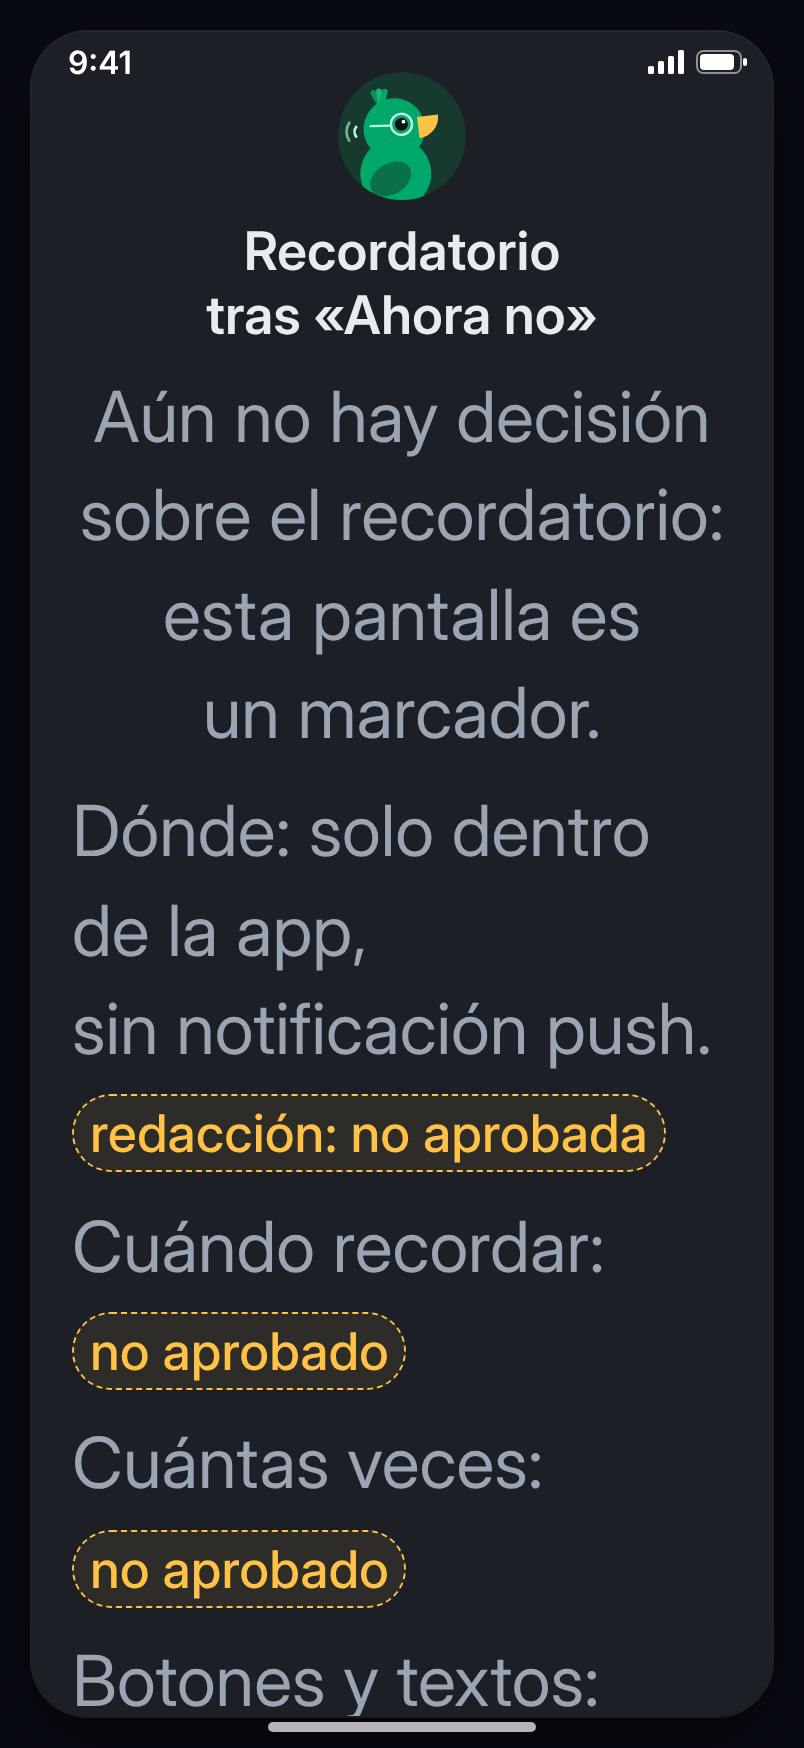 9:41
Recordatorio
tras «Ahora no»
Aún no hay decisión
sobre el recordatorio:
esta pantalla es
un marcador.
Dónde: solo dentro
de la app,
sin notificación push.
redacción: no aprobada
Cuándo recordar:
no aprobado
Cuántas veces:
no aprobado
Botones y textos: